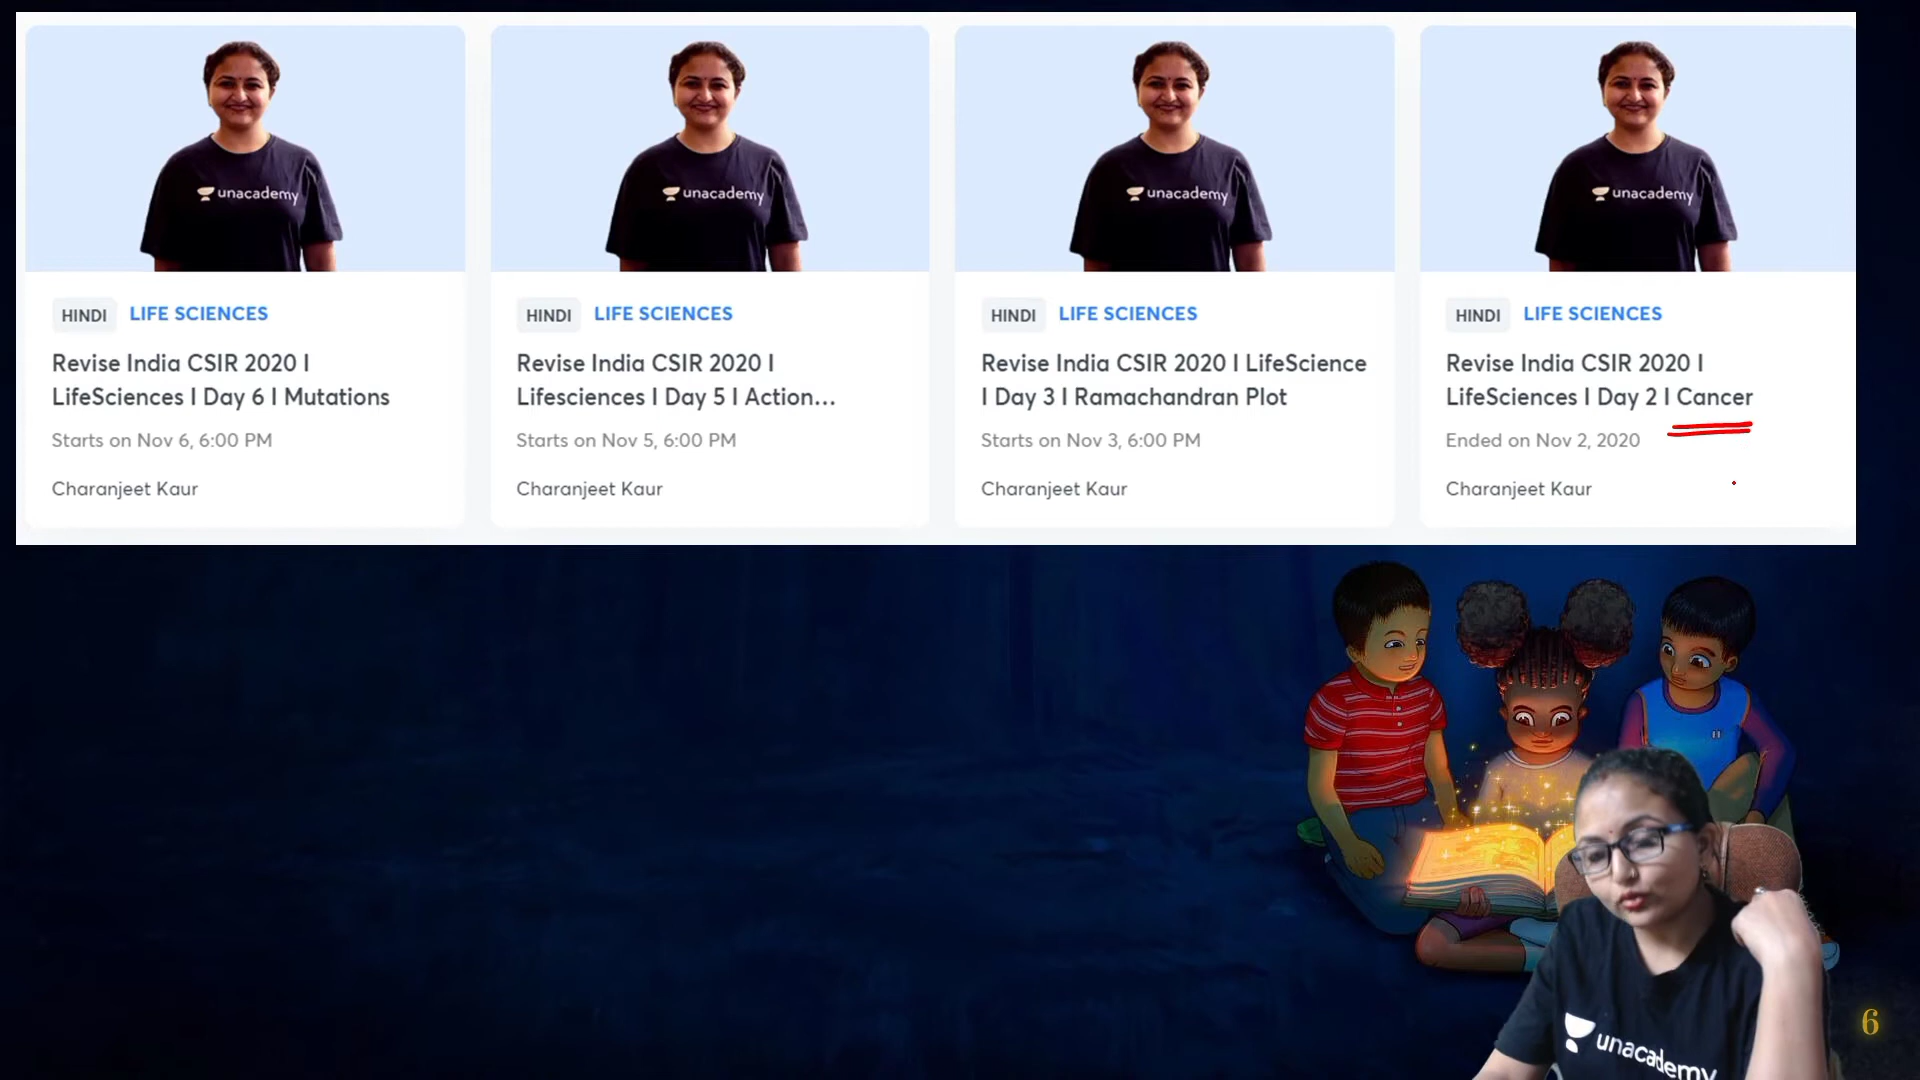 unacademy
HINDI LIFE SCIENCES
Revise India CSIR 2020 I
LifeSciences I Day 6 I Mutations
Starts on Nov 6, 6:00 PM
Charanjeet Kaur
unacademy
HINDI LIFE SCIENCES
Revise India CSIR 2020 I
Lifesciences I Day 5 I Action...
Starts on Nov 5, 6:00 PM
Charanjeet Kaur
unacademy
HINDI LIFE SCIENCES
Revise India CSIR 2020 I LifeScience
I Day 3 I Ramachandran Plot
Starts on Nov 3, 6:00 PM
Charanjeet Kaur
unacademy
HINDI LIFE SCIENCES
Revise India CSIR 2020 I
LifeSciences I Day 2 I Cancer
Ended on Nov 2, 2020
Charanjeet Kaur
unacademy
6